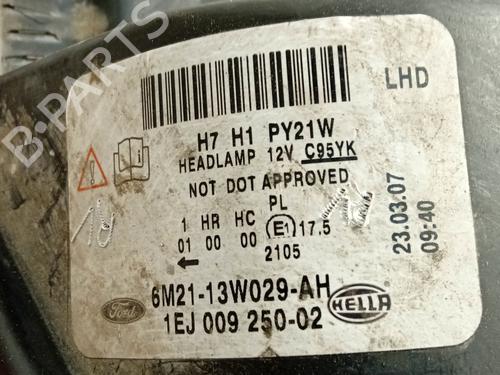 B-PARTS
LHD
H7 H1 PY21W
HEADLAMP 12V C95YK
NOT DOT APPROVED
PL
1 HR HC E1 17.5
01 00 00
2105
23.03.07
09:40
6M21-13W029-AH
Ford
HELLA
1EJ 009 250-02